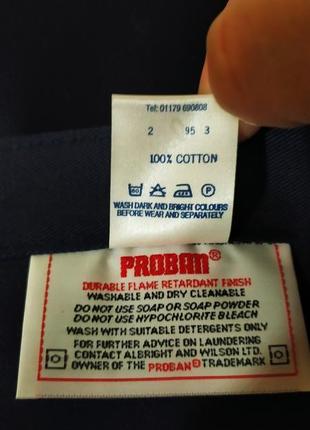 Tel: 01179 690808
2 95 3
100% COTTON
P
WASH DARK AND BRIGHT COLOURS
BEFORE WEAR AND SEPARATELY
PROBAN®
DURABLE FLAME RETARDANT FINISH
WASHABLE AND DRY CLEANABLE
DO NOT USE SOAP OR SOAP POWDER
DO NOT USE HYPOCHLORITE BLEACH
WASH WITH SUITABLE DETERGENTS ONLY
FOR FURTHER ADVICE ON LAUNDERING
CONTACT ALBRIGHT AND WILSON LTD.
OWNER OF THE PROBAN® TRADEMARK